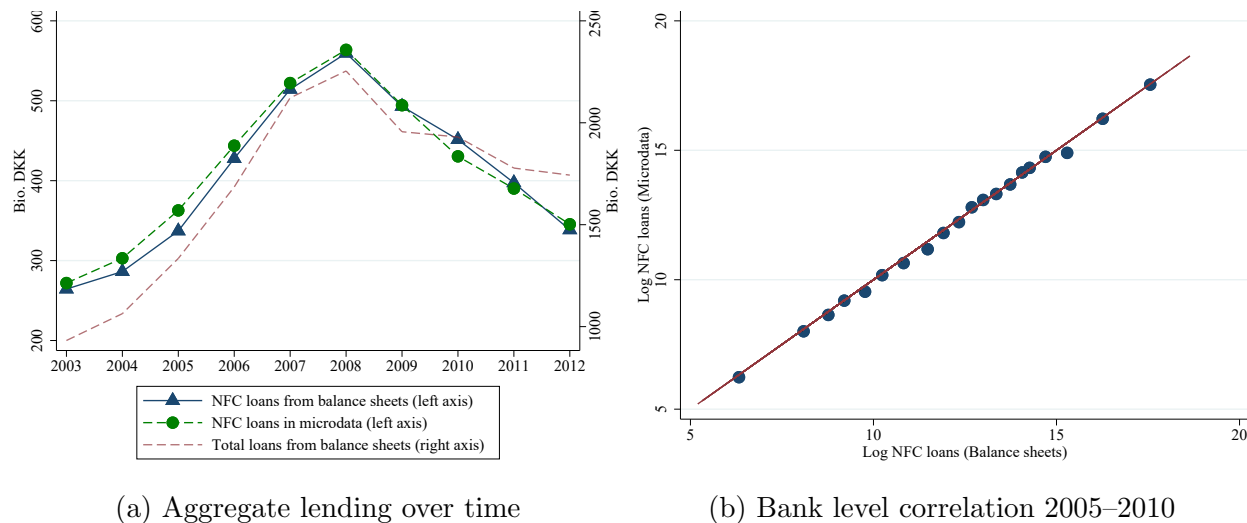 600
500
400
300
200
Bio. DKK
2500
2000
1500
1000
Bio. DKK
2003 2004 2005 2006 2007 2008 2009 2010 2011 2012
NFC loans from balance sheets (left axis)
NFC loans in microdata (left axis)
Total loans from balance sheets (right axis)
(a) Aggregate lending over time
20
15
10
5
Log NFC loans (Microdata)
5 10 15 20
Log NFC loans (Balance sheets)
(b) Bank level correlation 2005–2010